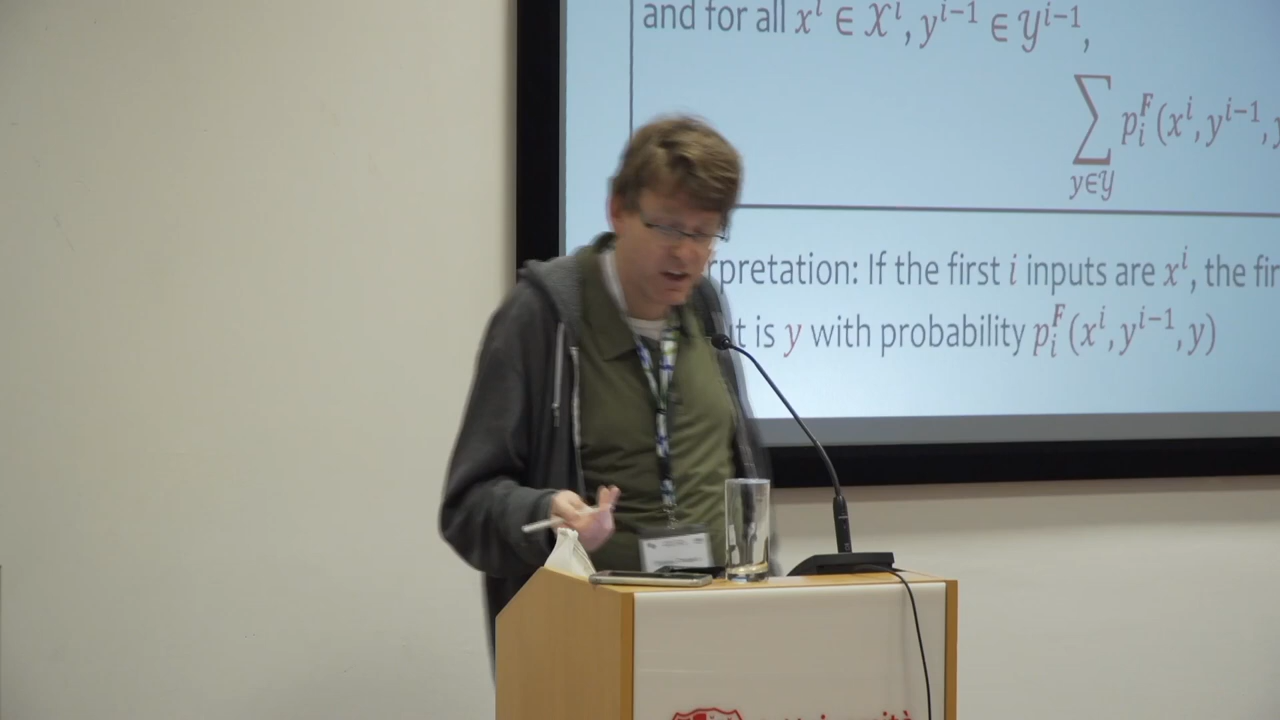 and for all xⁱ ∈ 𝒳ⁱ, yⁱ⁻¹ ∈ 𝒴ⁱ⁻¹,
∑ pᵢᶠ(xⁱ, yⁱ⁻¹,
y∈𝒴
rpretation: If the first i inputs are xⁱ, the fir
t is y with probability pᵢᶠ(xⁱ, yⁱ⁻¹, y)